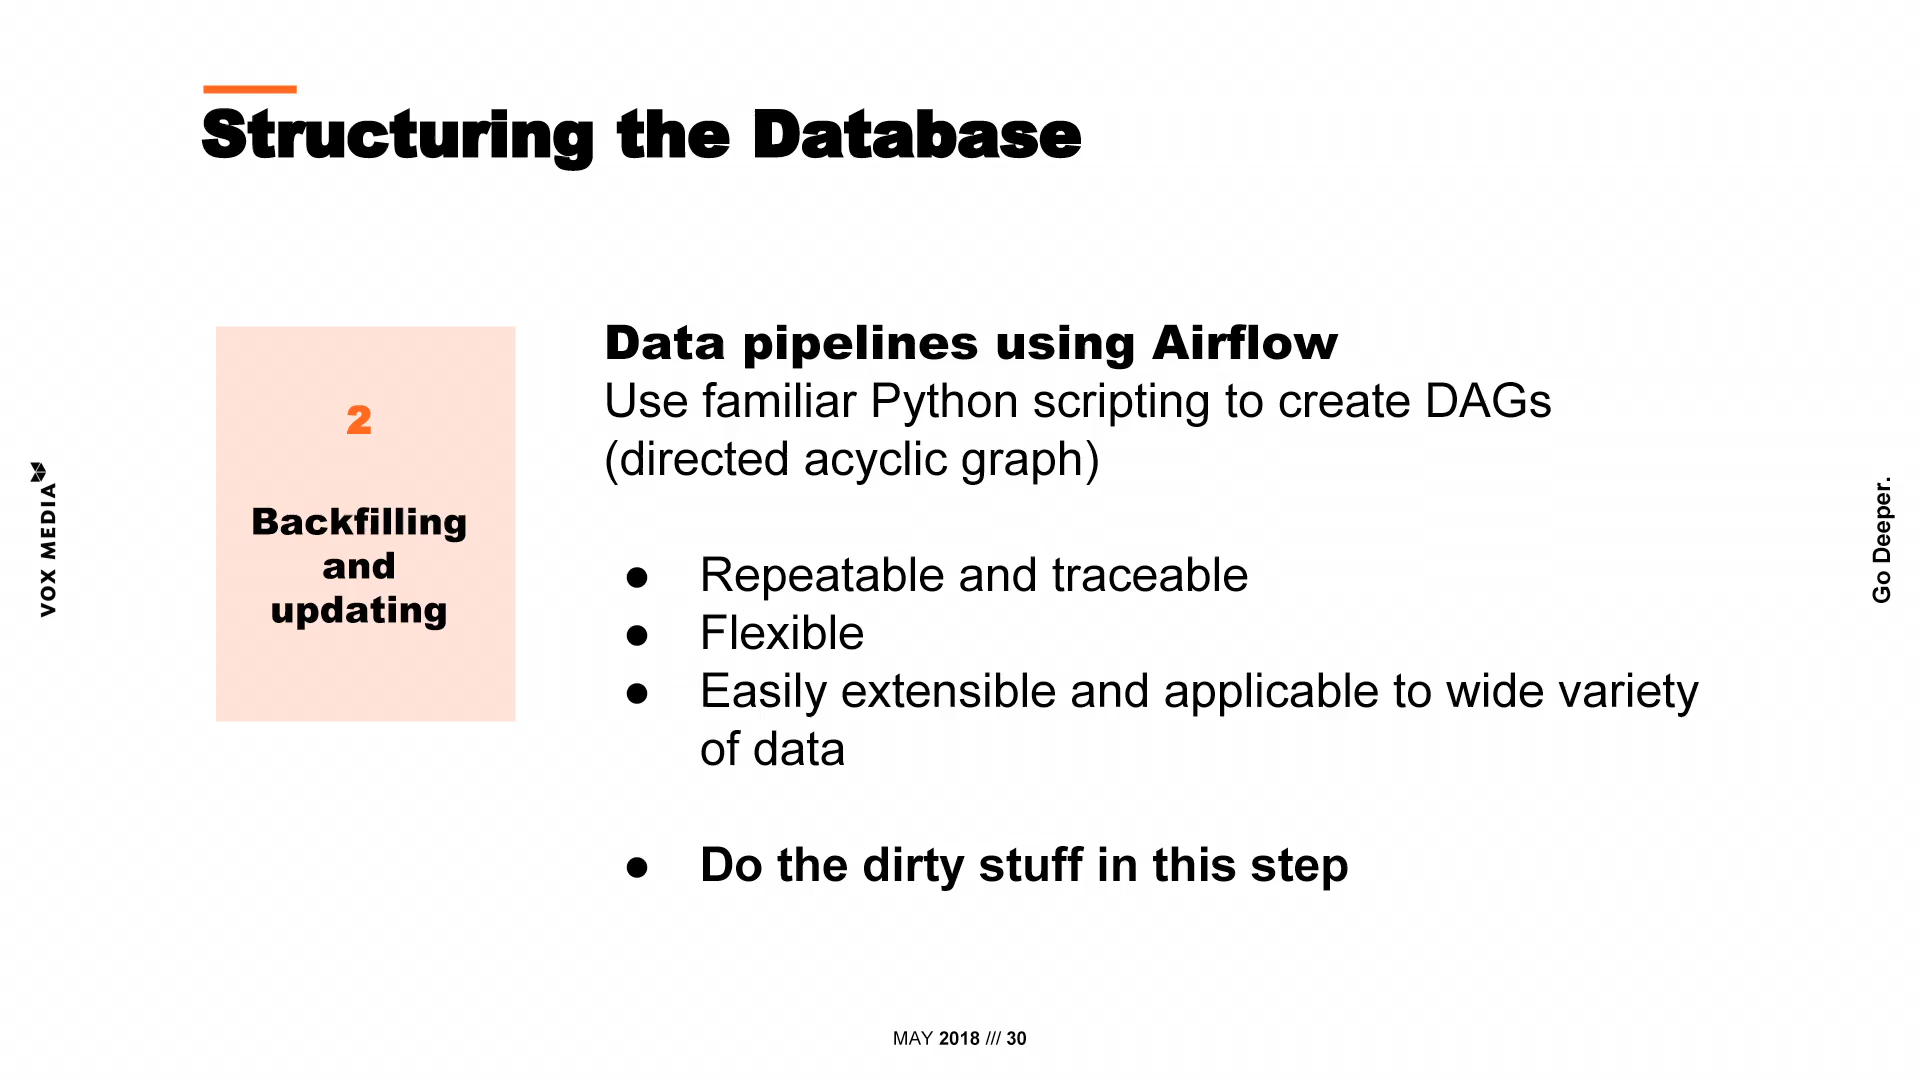 Structuring the Database
2
Backfilling
and
updating
Data pipelines using Airflow
Use familiar Python scripting to create DAGs
(directed acyclic graph)
● Repeatable and traceable
● Flexible
● Easily extensible and applicable to wide variety
of data
● Do the dirty stuff in this step
VOX MEDIA
Go Deeper.
MAY 2018 /// 30